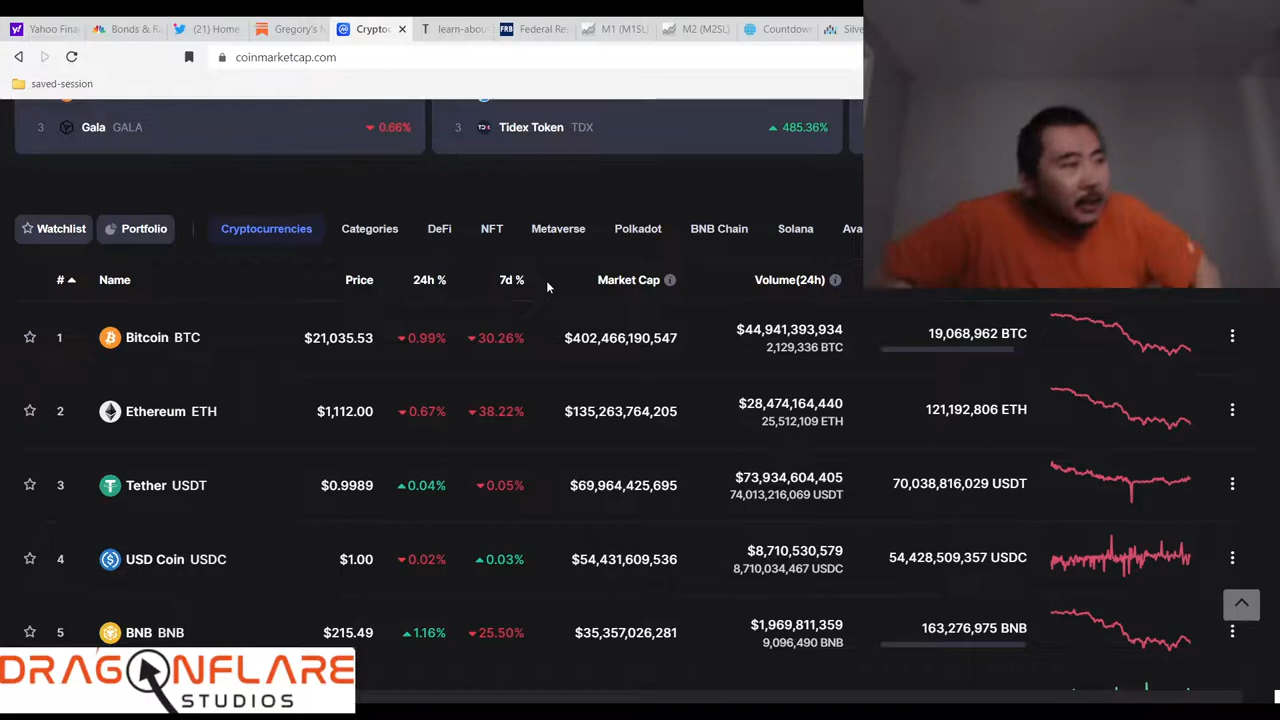 Yahoo Fina
Bonds & R
(21) Home
Gregory's N
Crypto
learn-abou
Federal Re
M1 (M1SL)
M2 (M2SL)
Countdow
Silve
coinmarketcap.com
saved-session
3 Gala GALA 0.66%
3 Tidex Token TDX 485.36%
Watchlist Portfolio Cryptocurrencies Categories DeFi NFT Metaverse Polkadot BNB Chain Solana Ava
# Name Price 24h % 7d % Market Cap Volume(24h)
1 Bitcoin BTC $21,035.53 0.99% 30.26% $402,466,190,547 $44,941,393,934 19,068,962 BTC
2,129,336 BTC
2 Ethereum ETH $1,112.00 0.67% 38.22% $135,263,764,205 $28,474,164,440 121,192,806 ETH
25,512,109 ETH
3 Tether USDT $0.9989 0.04% 0.05% $69,964,425,695 $73,934,604,405 70,038,816,029 USDT
74,013,216,069 USDT
4 USD Coin USDC $1.00 0.02% 0.03% $54,431,609,536 $8,710,530,579 54,428,509,357 USDC
8,710,034,467 USDC
5 BNB BNB $215.49 1.16% 25.50% $35,357,026,281 $1,969,811,359 163,276,975 BNB
9,096,490 BNB
DRAGONFLARE
STUDIOS